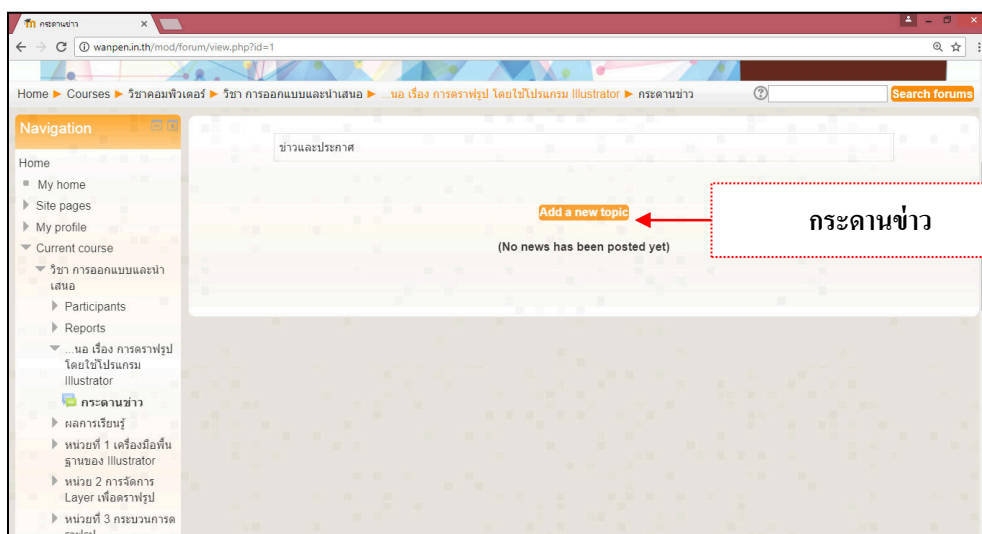 กระดานข่าว
wanpen.in.th/mod/forum/view.php?id=1
Home ► Courses ► วิชาคอมพิวเตอร์ ► วิชา การออกแบบและนำเสนอ ► ...นอ เรื่อง การดราฟรูป โดยใช้โปรแกรม Illustrator ► กระดานข่าว
Search forums
Navigation
Home
My home
Site pages
My profile
Current course
วิชา การออกแบบและนำ
เสนอ
Participants
Reports
...นอ เรื่อง การดราฟรูป
โดยใช้โปรแกรม
Illustrator
กระดานข่าว
ผลการเรียนรู้
หน่วยที่ 1 เครื่องมือพื้น
ฐานของ Illustrator
หน่วย 2 การจัดการ
Layer เพื่อดราฟรูป
หน่วยที่ 3 กระบวนการด
ข่าวและประกาศ
Add a new topic
(No news has been posted yet)
กระดานข่าว